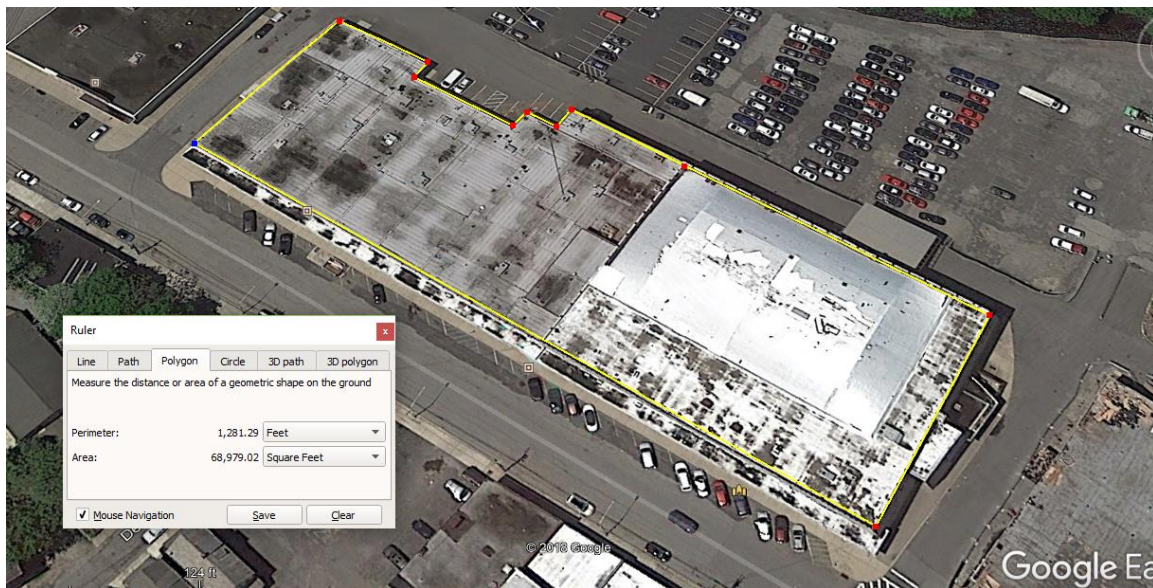 Ruler
x
Line Path Polygon Circle 3D path 3D polygon
Measure the distance or area of a geometric shape on the ground
Perimeter: 1,281.29 Feet
Area: 68,979.02 Square Feet
Mouse Navigation Save Clear
© 2018 Google
124 ft
Google Ea